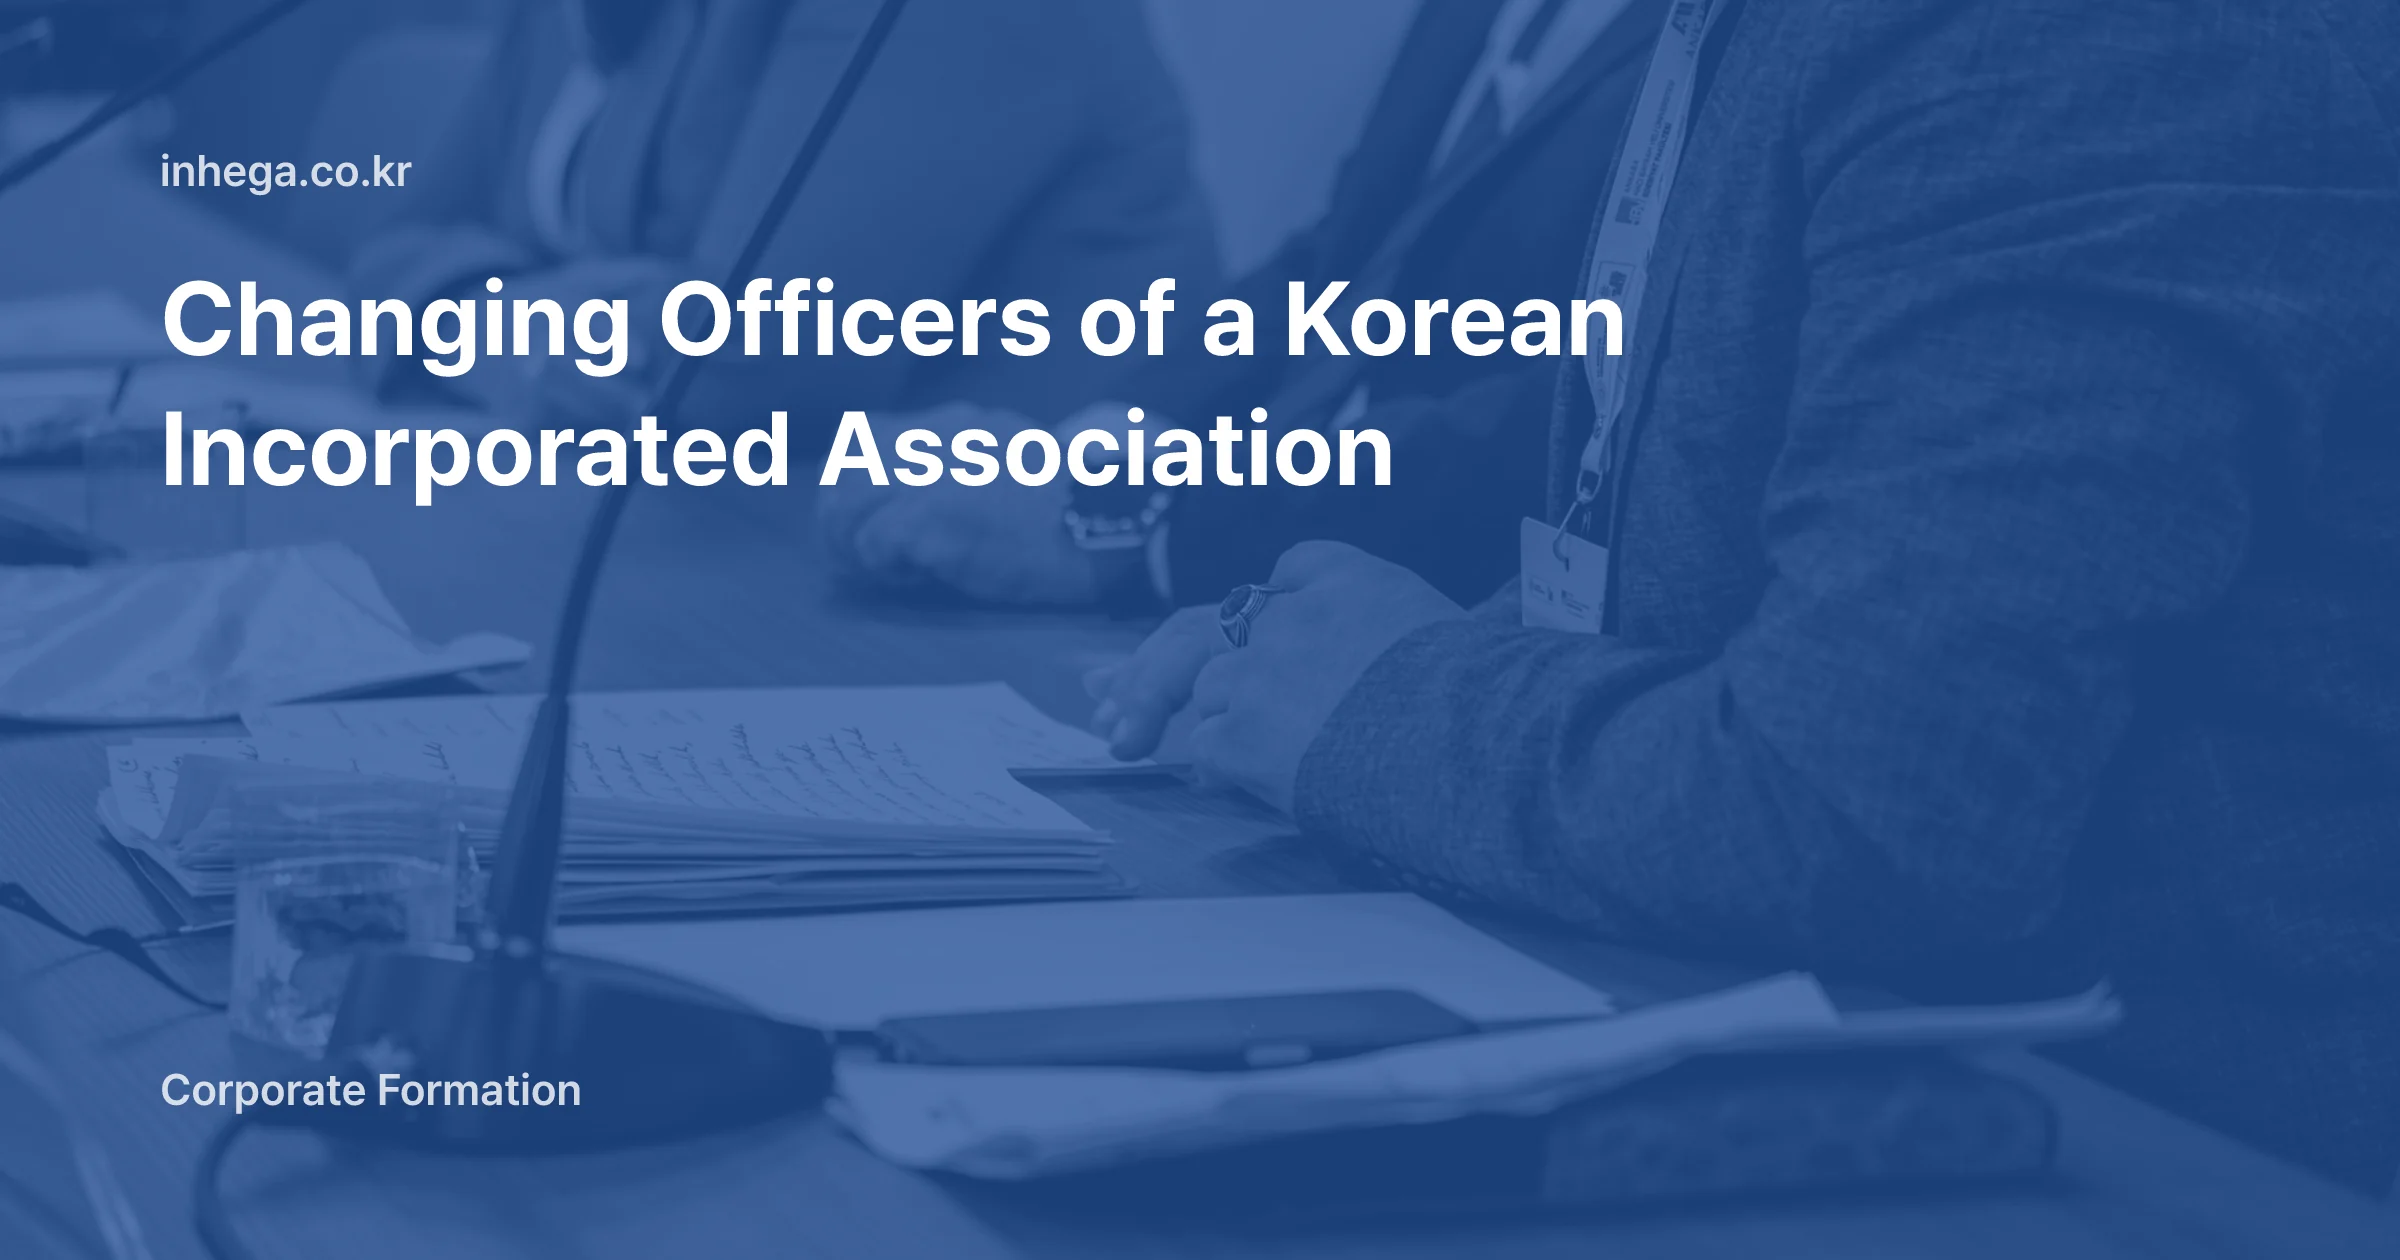 inhega.co.kr
Changing Officers of a Korean
Incorporated Association
Corporate Formation